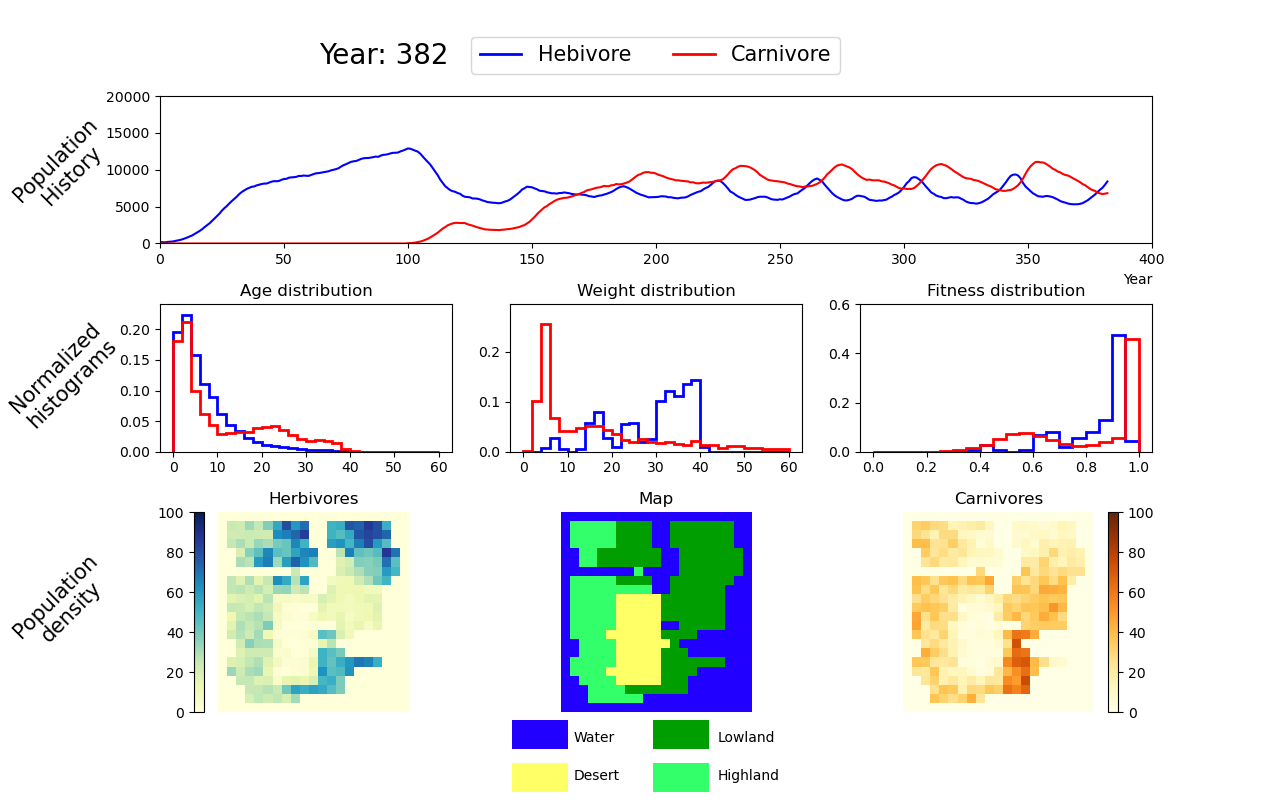 Year: 382
Hebivore
Carnivore
Population
History
20000
15000
10000
5000
0
0 50 100 150 200 250 300 350 400
Year
Normalized
histograms
Age distribution
0.20
0.15
0.10
0.05
0.00
0 10 20 30 40 50 60
Weight distribution
0.2
0.1
0.0
0 10 20 30 40 50 60
Fitness distribution
0.6
0.4
0.2
0.0
0.0 0.2 0.4 0.6 0.8 1.0
Population
density
Herbivores
100
80
60
40
20
0
Map
Carnivores
100
80
60
40
20
0
Water
Lowland
Desert
Highland